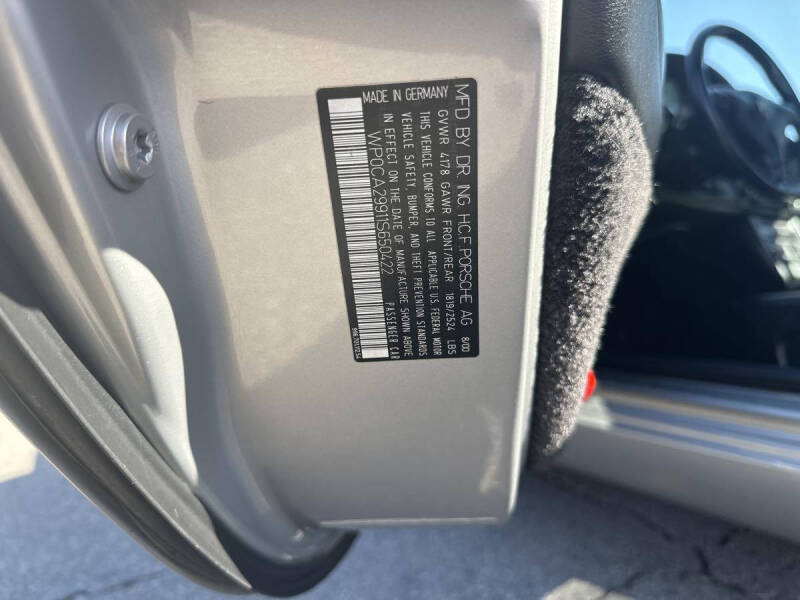 MFD BY DR. ING. H.C.F. PORSCHE AG 8/00
GVWR 4178 GAWR FRONT/REAR 1819/2524 LBS
THIS VEHICLE CONFORMS TO ALL APPLICABLE U.S. FEDERAL MOTOR
VEHICLE SAFETY, BUMPER, AND THEFT PREVENTION STANDARDS
IN EFFECT ON THE DATE OF MANUFACTURE SHOWN ABOVE
WP0CA29911S650422 PASSENGER CAR
MADE IN GERMANY